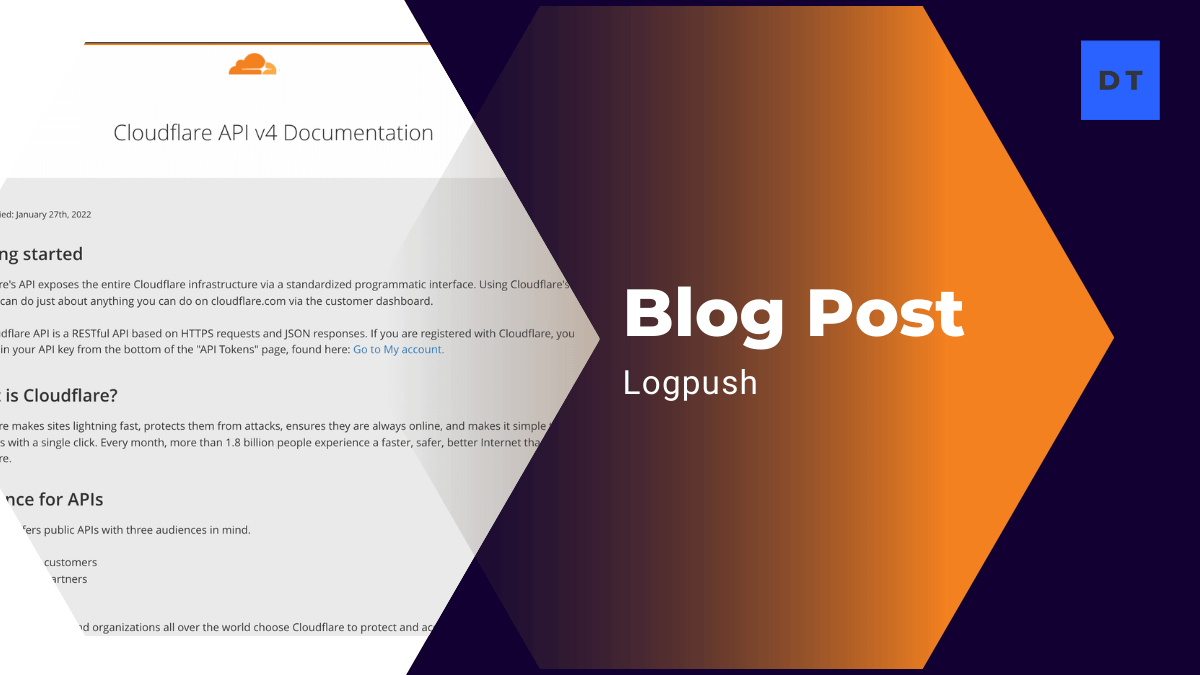 Cloudflare API v4 Documentation
ied: January 27th, 2022
ng started
re's API exposes the entire Cloudflare infrastructure via a standardized programmatic interface. Using Cloudflare's
can do just about anything you can do on cloudflare.com via the customer dashboard.
dflare API is a RESTful API based on HTTPS requests and JSON responses. If you are registered with Cloudflare, you
in your API key from the bottom of the "API Tokens" page, found here: Go to My account.
is Cloudflare?
re makes sites lightning fast, protects them from attacks, ensures they are always online, and makes it simple
s with a single click. Every month, more than 1.8 billion people experience a faster, safer, better Internet tha
re.
nce for APIs
fers public APIs with three audiences in mind.
customers
artners
d organizations all over the world choose Cloudflare to protect and acc
Blog Post
Logpush
DT